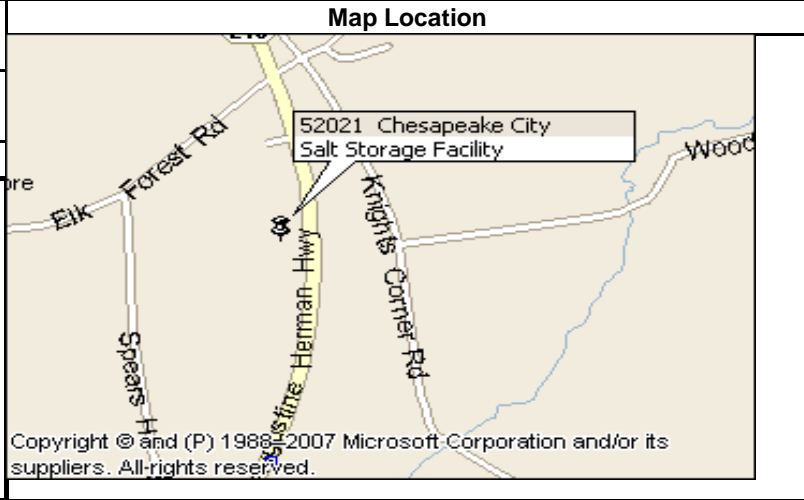 Map Location
52021 Chesapeake City
Salt Storage Facility
Elk Forest Rd
Knights Corner Rd
Herman Hwy
Spears
Copyright © and (P) 1988–2007 Microsoft Corporation and/or its
suppliers. All rights reserved.